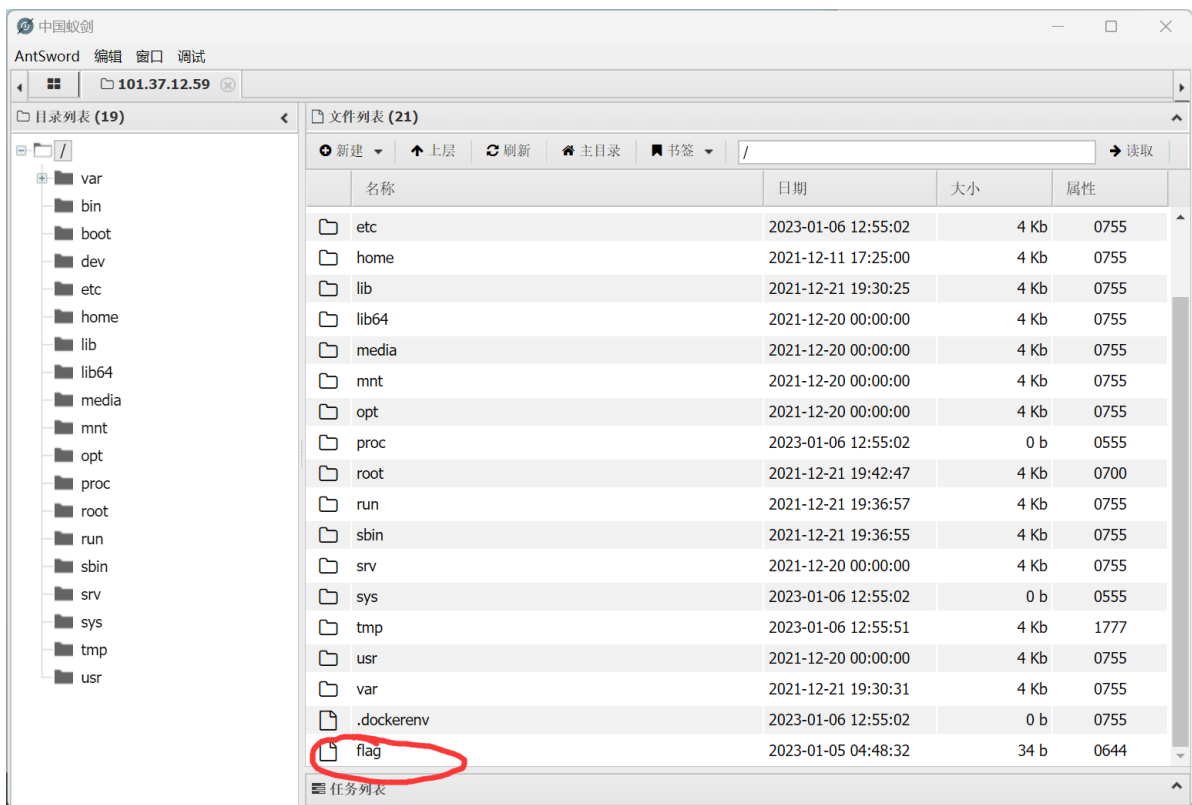 中国蚁剑
AntSword 编辑 窗口 调试
101.37.12.59
目录列表 (19)
文件列表 (21)
新建 上层 刷新 主目录 书签 / 读取
名称 日期 大小 属性
/
var
bin
boot
dev
etc
home
lib
lib64
media
mnt
opt
proc
root
run
sbin
srv
sys
tmp
usr
etc 2023-01-06 12:55:02 4 Kb 0755
home 2021-12-11 17:25:00 4 Kb 0755
lib 2021-12-21 19:30:25 4 Kb 0755
lib64 2021-12-20 00:00:00 4 Kb 0755
media 2021-12-20 00:00:00 4 Kb 0755
mnt 2021-12-20 00:00:00 4 Kb 0755
opt 2021-12-20 00:00:00 4 Kb 0755
proc 2023-01-06 12:55:02 0 b 0555
root 2021-12-21 19:42:47 4 Kb 0700
run 2021-12-21 19:36:57 4 Kb 0755
sbin 2021-12-21 19:36:55 4 Kb 0755
srv 2021-12-20 00:00:00 4 Kb 0755
sys 2023-01-06 12:55:02 0 b 0555
tmp 2023-01-06 12:55:51 4 Kb 1777
usr 2021-12-20 00:00:00 4 Kb 0755
var 2021-12-21 19:30:31 4 Kb 0755
.dockerenv 2023-01-06 12:55:02 0 b 0755
flag 2023-01-05 04:48:32 34 b 0644
任务列表